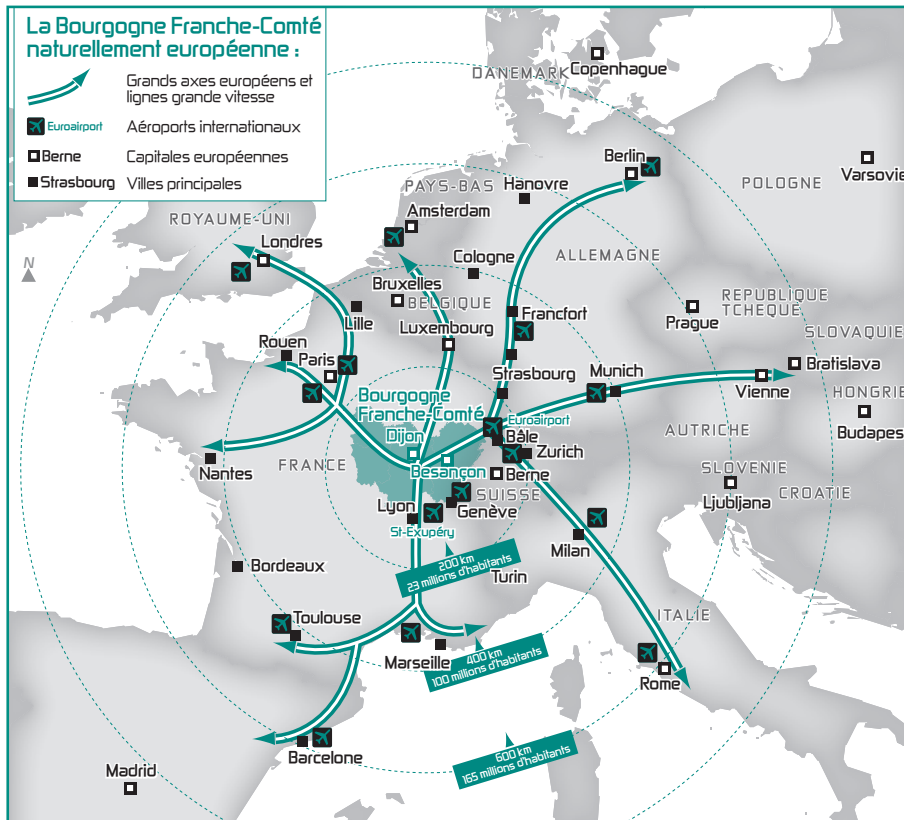 La Bourgogne Franche-Comté
naturellement européenne :
Grands axes européens et
lignes grande vitesse
Euroairport Aéroports internationaux
Berne Capitales européennes
Strasbourg Villes principales
N
DANEMARK
Copenhague
Berlin
Varsovie
POLOGNE
PAYS-BAS
Hanovre
Amsterdam
ROYAUME-UNI
Londres
Cologne
ALLEMAGNE
Bruxelles
BELGIQUE
Lille
Luxembourg
Francfort
Prague
REPUBLIQUE
TCHEQUE
SLOVAQUIE
Rouen
Paris
Strasbourg
Munich
Bratislava
Vienne
HONGRIE
Budapes
Bourgogne
Franche-Comté
Euroairport
Dijon
Bâle
Besançon
Zurich
AUTRICHE
Nantes
FRANCE
Berne
SUISSE
SLOVENIE
Ljubljana
CROATIE
Lyon
Genève
St-Exupéry
Milan
Bordeaux
200 km
23 millions d'habitants
Turin
Toulouse
ITALIE
Marseille
400 km
100 millions d'habitants
Rome
Barcelone
600 km
165 millions d'habitants
Madrid